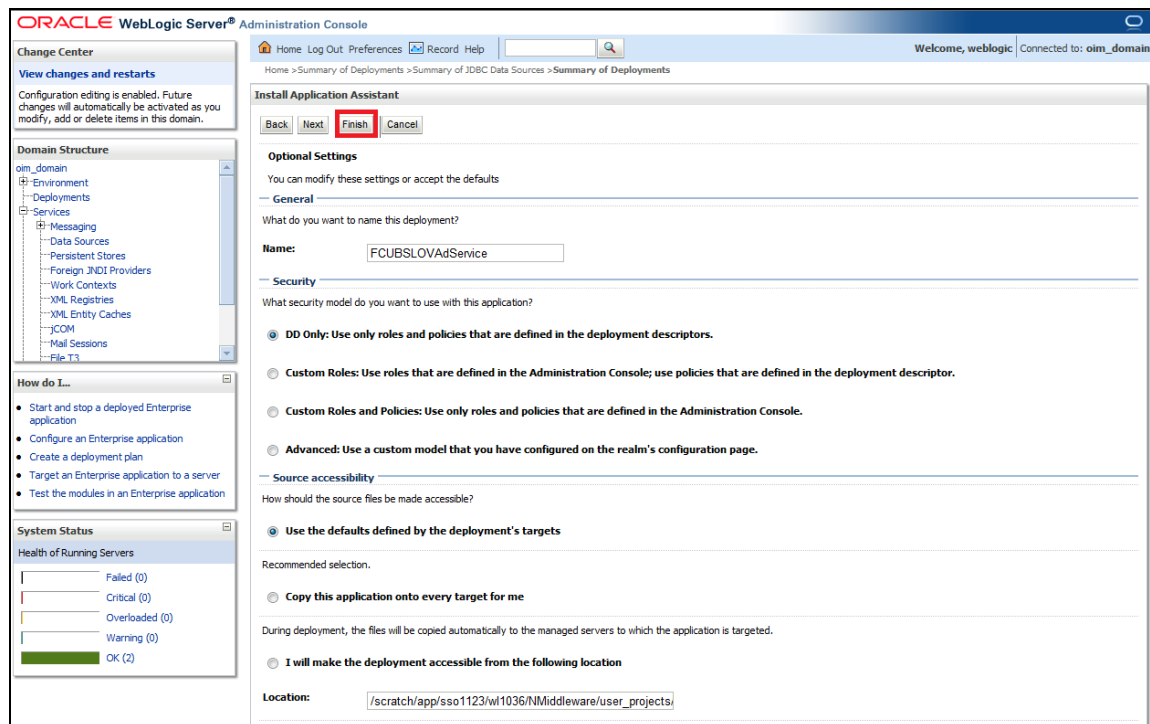 ORACLE WebLogic Server® Administration Console
Change Center
View changes and restarts
Configuration editing is enabled. Future
changes will automatically be activated as you
modify, add or delete items in this domain.
Domain Structure
oim_domain
Environment
Deployments
Services
Messaging
Data Sources
Persistent Stores
Foreign JNDI Providers
Work Contexts
XML Registries
XML Entity Caches
jCOM
Mail Sessions
File T3
How do I...
Start and stop a deployed Enterprise
application
Configure an Enterprise application
Create a deployment plan
Target an Enterprise application to a server
Test the modules in an Enterprise application
System Status
Health of Running Servers
Failed (0)
Critical (0)
Overloaded (0)
Warning (0)
OK (2)
Home Log Out Preferences Record Help
Welcome, weblogic Connected to: oim_domain
Home >Summary of Deployments >Summary of JDBC Data Sources >Summary of Deployments
Install Application Assistant
Back Next Finish Cancel
Optional Settings
You can modify these settings or accept the defaults
General
What do you want to name this deployment?
Name: FCUBSLOVAdService
Security
What security model do you want to use with this application?
DD Only: Use only roles and policies that are defined in the deployment descriptors.
Custom Roles: Use roles that are defined in the Administration Console; use policies that are defined in the deployment descriptor.
Custom Roles and Policies: Use only roles and policies that are defined in the Administration Console.
Advanced: Use a custom model that you have configured on the realm's configuration page.
Source accessibility
How should the source files be made accessible?
Use the defaults defined by the deployment's targets
Recommended selection.
Copy this application onto every target for me
During deployment, the files will be copied automatically to the managed servers to which the application is targeted.
I will make the deployment accessible from the following location
Location: /scratch/app/sso1123/wl1036/NMiddleware/user_projects/